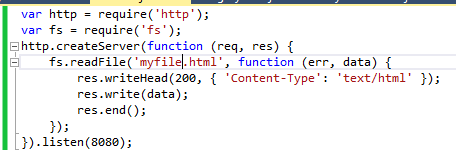 var http = require('http');
var fs = require('fs');
http.createServer(function (req, res) {
    fs.readFile('myfile.html', function (err, data) {
        res.writeHead(200, { 'Content-Type': 'text/html' });
        res.write(data);
        res.end();
    });
}).listen(8080);